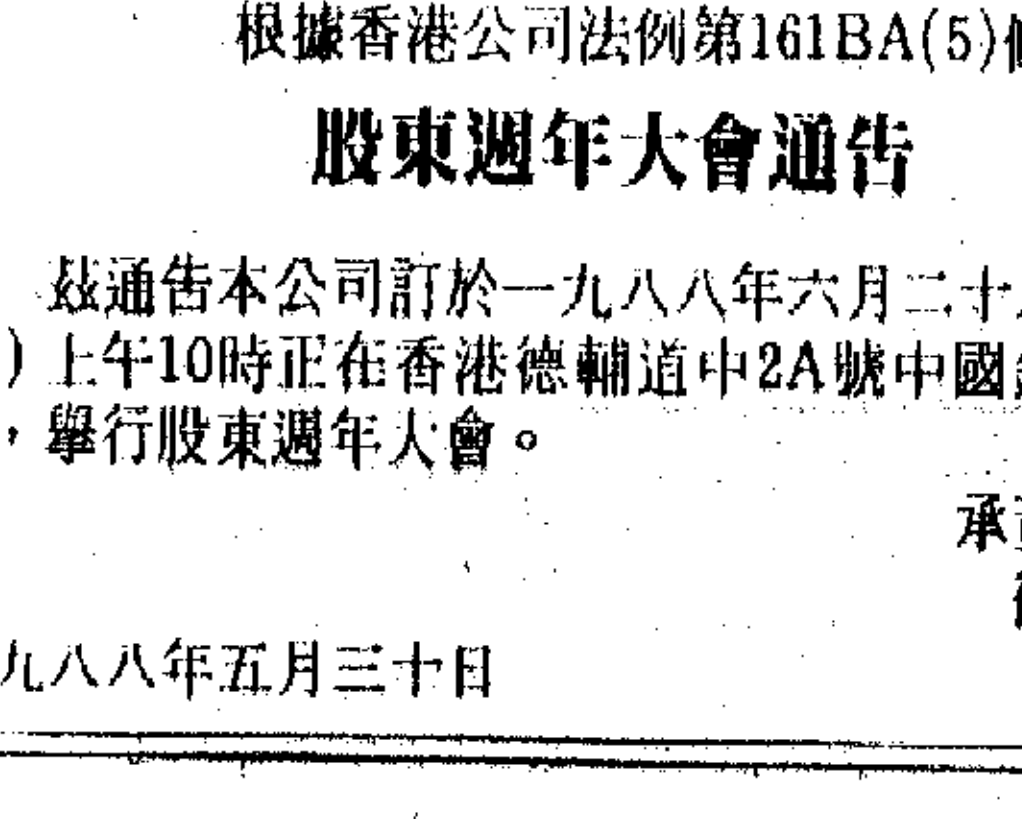 根據香港公司法例第161BA(5)
股東週年大會通告
茲通告本公司訂於一九八八年六月二十
)上午10時正在香港德輔道中2A號中國
，舉行股東週年大會。
承
九八八年五月三十日